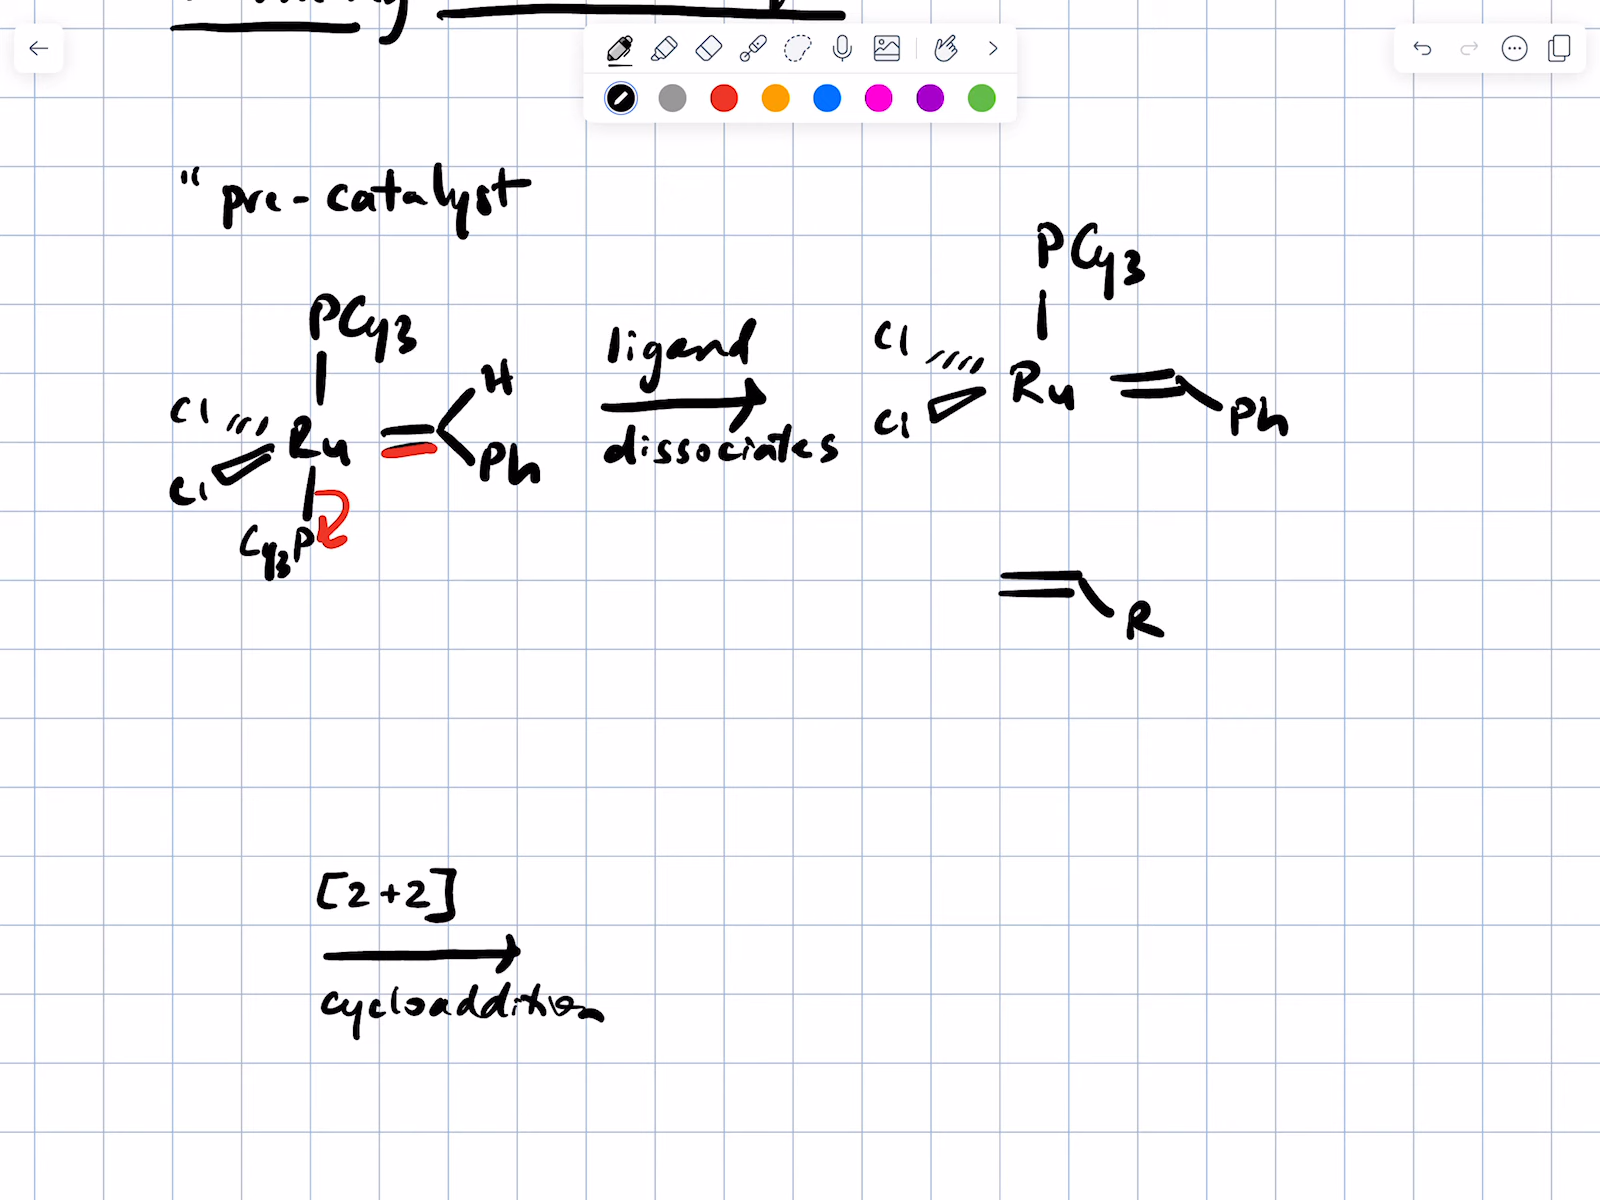 "pre-catalyst
PCy3
Cl
Ru
H
Ph
Cl
Cy3P
ligand
dissociates
PCy3
Cl
Ru
Cl
Ph
R
[2+2]
cycloaddition